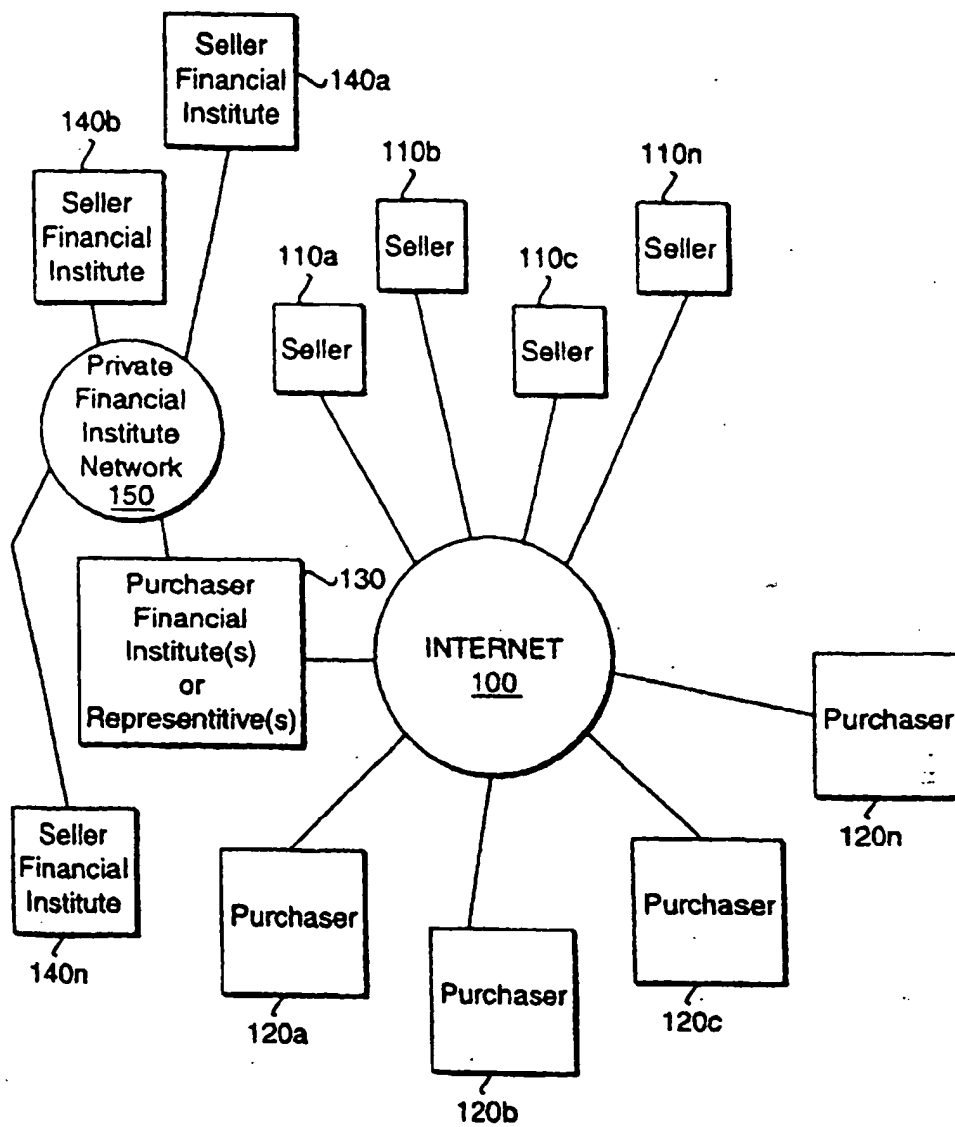 Seller
Financial
Institute
140a
140b
Seller
Financial
Institute
110b
110n
Seller
Seller
110a
110c
Seller
Seller
Private
Financial
Institute
Network
150
130
Purchaser
Financial
Institute(s)
or
Representitive(s)
INTERNET
100
Purchaser
120n
Seller
Financial
Institute
140n
Purchaser
120a
Purchaser
120b
Purchaser
120c